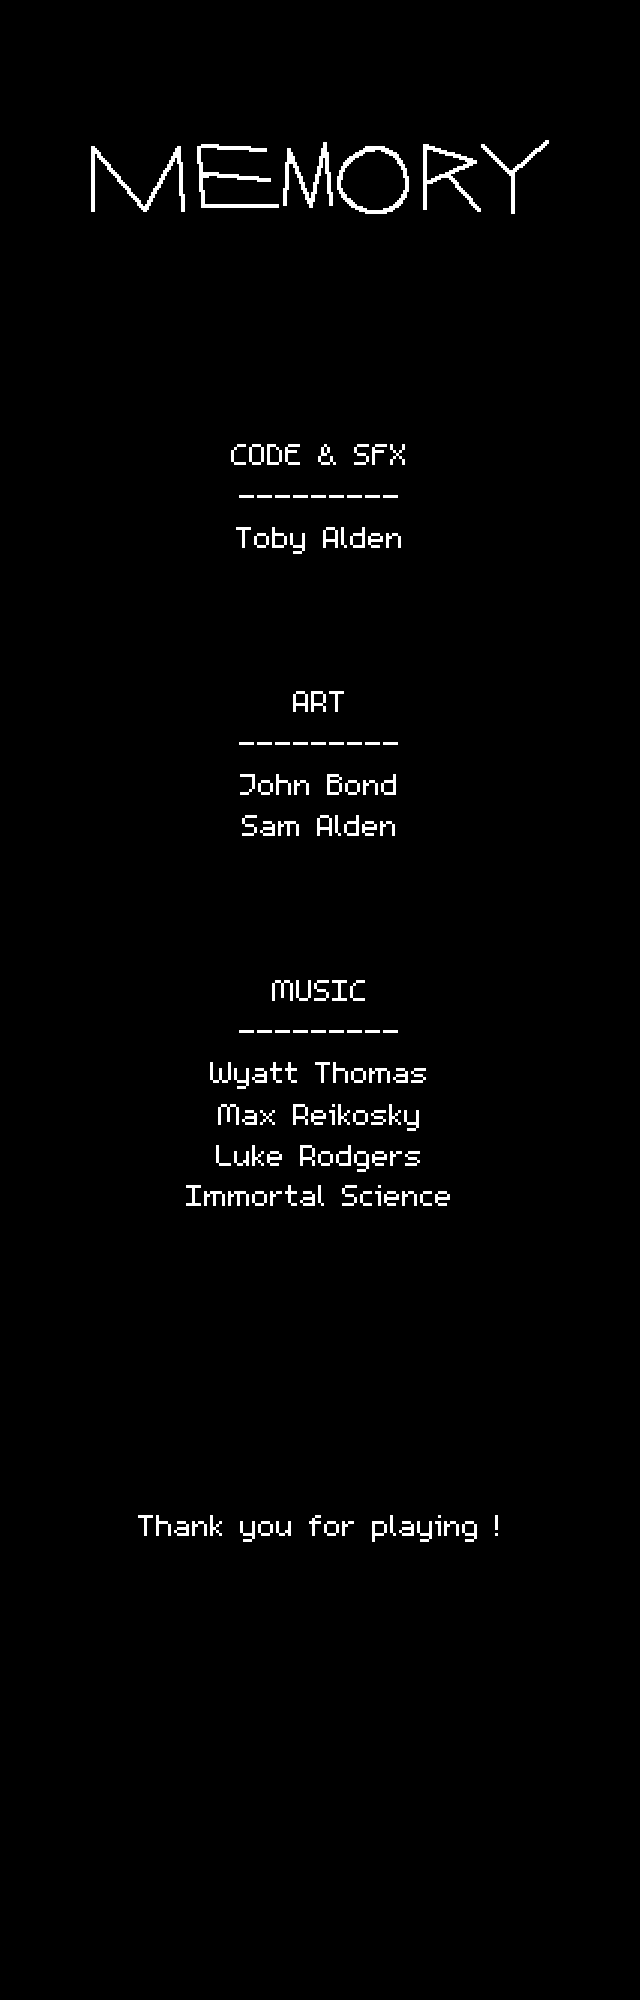 MEMORY
CODE & SFX
---------
Toby Alden
ART
---------
John Bond
Sam Alden
MUSIC
---------
Wyatt Thomas
Max Reikosky
Luke Rodgers
Immortal Science
Thank you for playing !